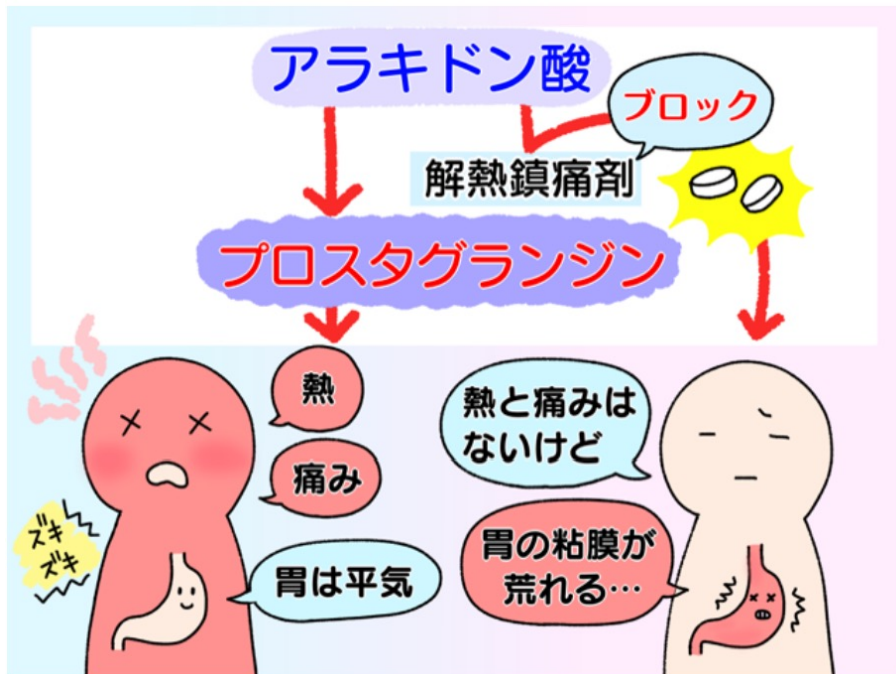 アラキドン酸
ブロック
解熱鎮痛剤
プロスタグランジン
熱
痛み
ズキ
ズキ
胃は平気
熱と痛みは
ないけど
胃の粘膜が
荒れる…